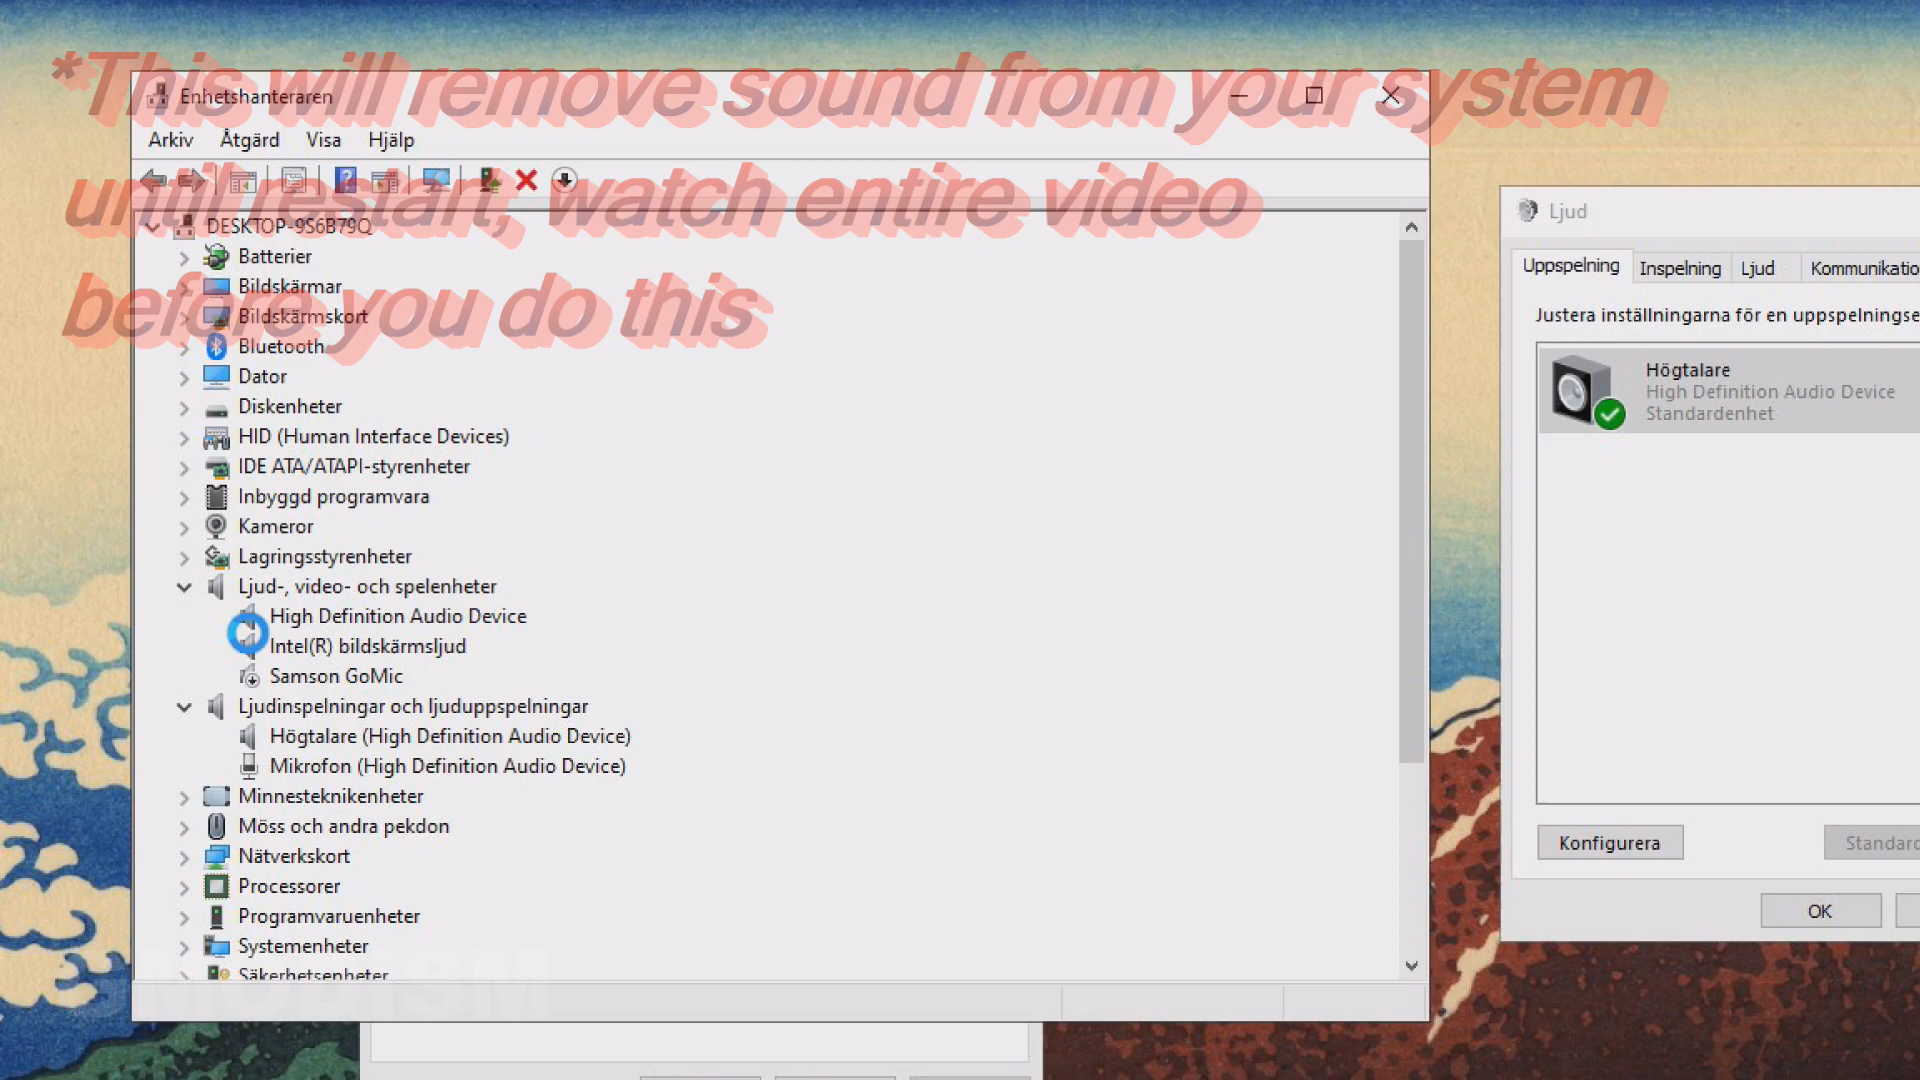 *This will remove sound from your system
until restart, watch entire video
before you do this
Enhetshanteraren
Arkiv Åtgärd Visa Hjälp
DESKTOP-9S6B79Q
Batterier
Bildskärmar
Bildskärmskort
Bluetooth
Dator
Diskenheter
HID (Human Interface Devices)
IDE ATA/ATAPI-styrenheter
Inbyggd programvara
Kameror
Lagringsstyrenheter
Ljud-, video- och spelenheter
High Definition Audio Device
Intel(R) bildskärmsljud
Samson GoMic
Ljudinspelningar och ljuduppspelningar
Högtalare (High Definition Audio Device)
Mikrofon (High Definition Audio Device)
Minnesteknikenheter
Möss och andra pekdon
Nätverkskort
Processorer
Programvaruenheter
Systemenheter
Säkerhetsenheter
Ljud
Uppspelning Inspelning Ljud Kommunikatio
Justera inställningarna för en uppspelningse
Högtalare
High Definition Audio Device
Standardenhet
Konfigurera Standard
OK